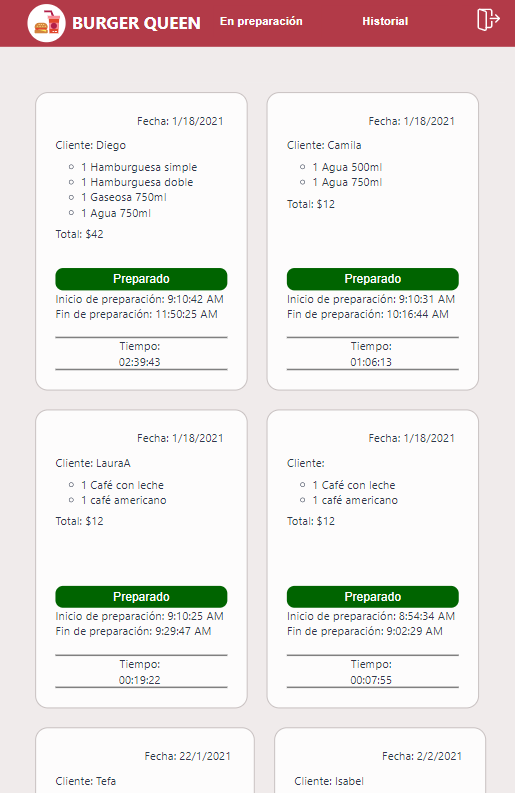 BURGER QUEEN
En preparación
Historial
Fecha: 1/18/2021
Cliente: Diego
1 Hamburguesa simple
1 Hamburguesa doble
1 Gaseosa 750ml
1 Agua 750ml
Total: $42
Preparado
Inicio de preparación: 9:10:42 AM
Fin de preparación: 11:50:25 AM
Tiempo:
02:39:43
Fecha: 1/18/2021
Cliente: Camila
1 Agua 500ml
1 Agua 750ml
Total: $12
Preparado
Inicio de preparación: 9:10:31 AM
Fin de preparación: 10:16:44 AM
Tiempo:
01:06:13
Fecha: 1/18/2021
Cliente: LauraA
1 Café con leche
1 café americano
Total: $12
Preparado
Inicio de preparación: 9:10:25 AM
Fin de preparación: 9:29:47 AM
Tiempo:
00:19:22
Fecha: 1/18/2021
Cliente:
1 Café con leche
1 café americano
Total: $12
Preparado
Inicio de preparación: 8:54:34 AM
Fin de preparación: 9:02:29 AM
Tiempo:
00:07:55
Fecha: 22/1/2021
Cliente: Tefa
Fecha: 2/2/2021
Cliente: Isabel